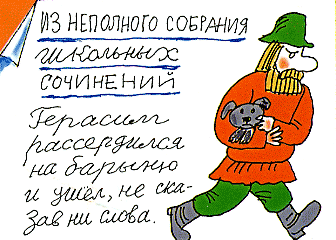 ИЗ НЕПОЛНОГО СОБРАНИЯ
ШКОЛЬНЫХ
СОЧИНЕНИЙ
Герасим
рассердился
на барыню
и ушёл, не ска-
зав ни слова.